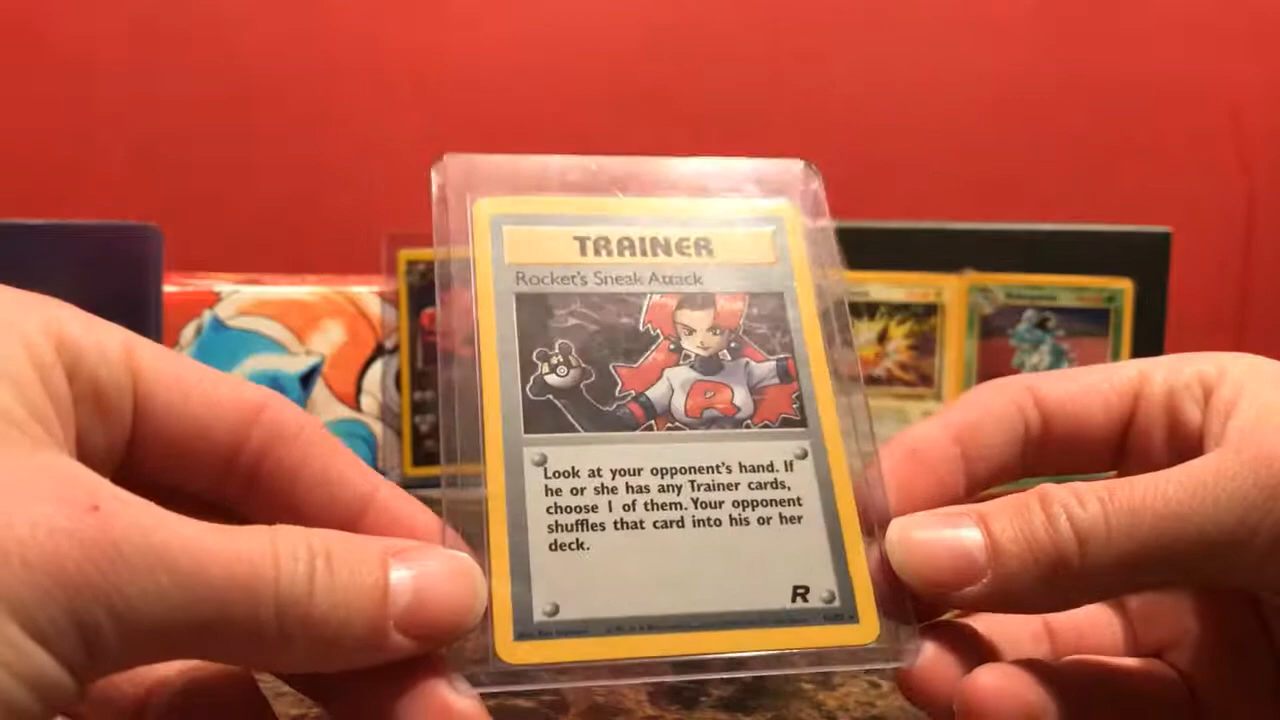 TRAINER
Rocket's Sneak Attack
R
Look at your opponent's hand. If
he or she has any Trainer cards,
choose 1 of them. Your opponent
shuffles that card into his or her
deck.
R